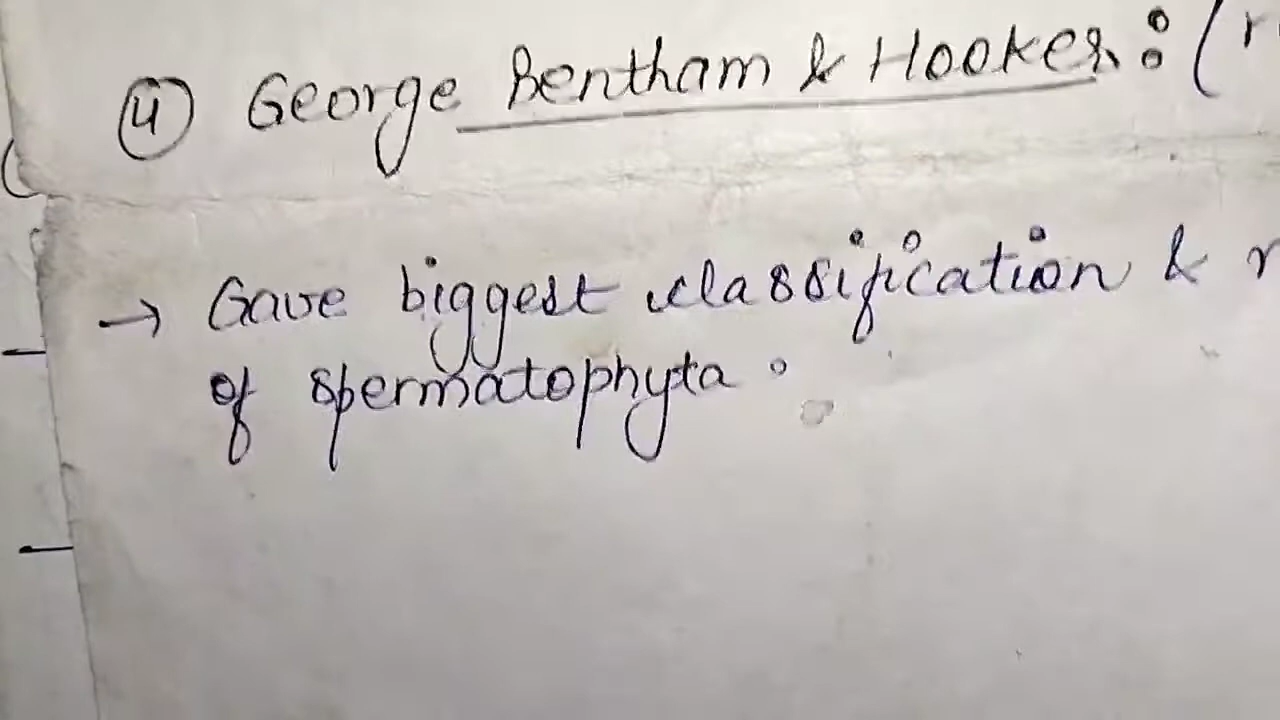 4 George Bentham & Hooker : (
→ Gave biggest classification &
of spermatophyta .